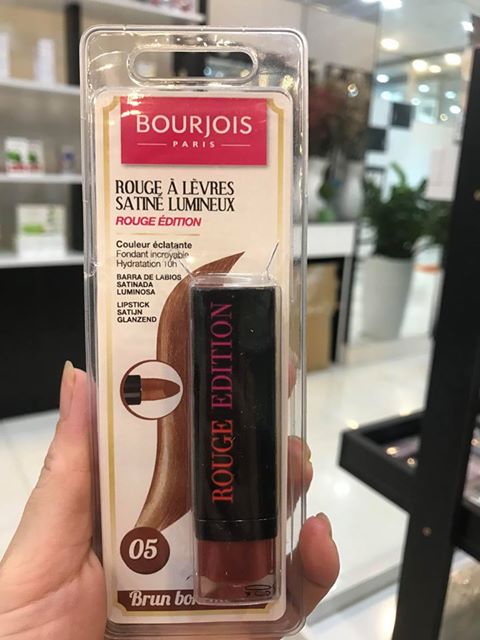 BOURJOIS
PARIS
ROUGE À LÈVRES
SATINÉ LUMINEUX
ROUGE ÉDITION
Couleur éclatante
Fondant incroyable
Hydratation 10h
BARRA DE LABIOS
SATINADA
LUMINOSA
LIPSTICK
SATIJN
GLANZEND
ROUGE EDITION
05
Brun